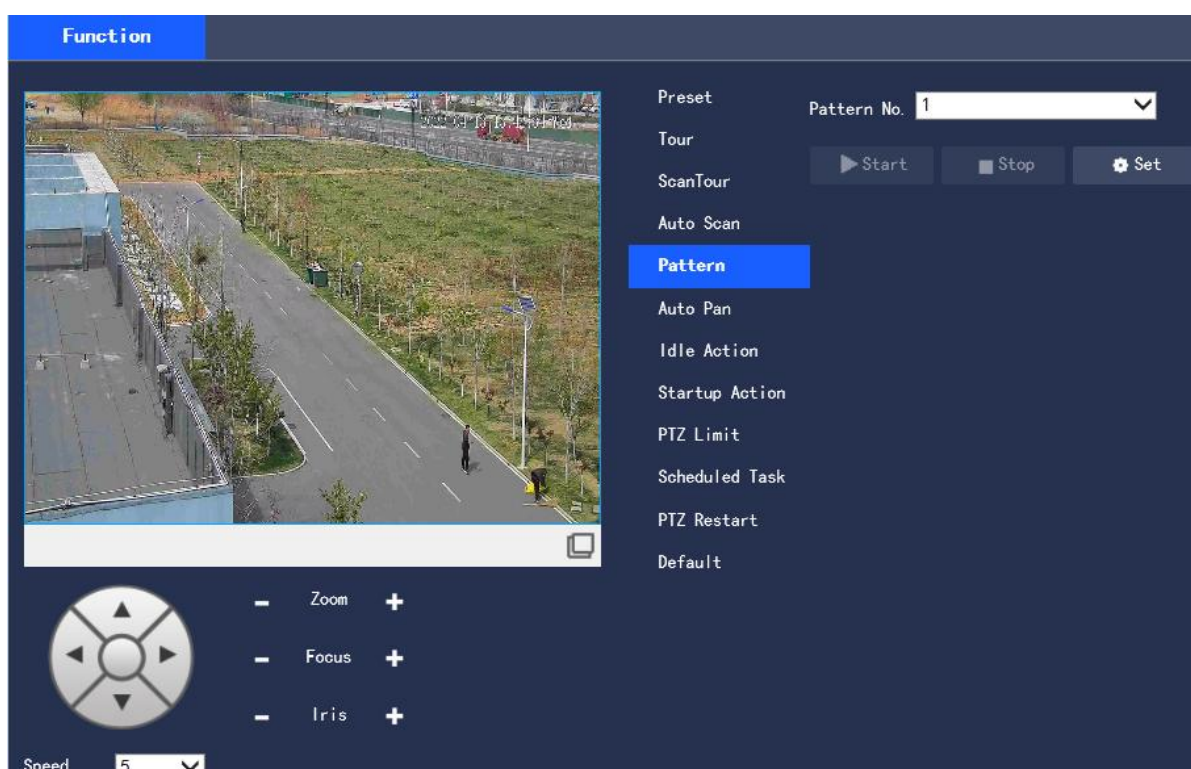 Function
Preset
Pattern No. 1
Tour
Start Stop Set
ScanTour
Auto Scan
Pattern
Auto Pan
Idle Action
Startup Action
PTZ Limit
Scheduled Task
PTZ Restart
Default
- Zoom +
- Focus +
- Iris +
Speed 5